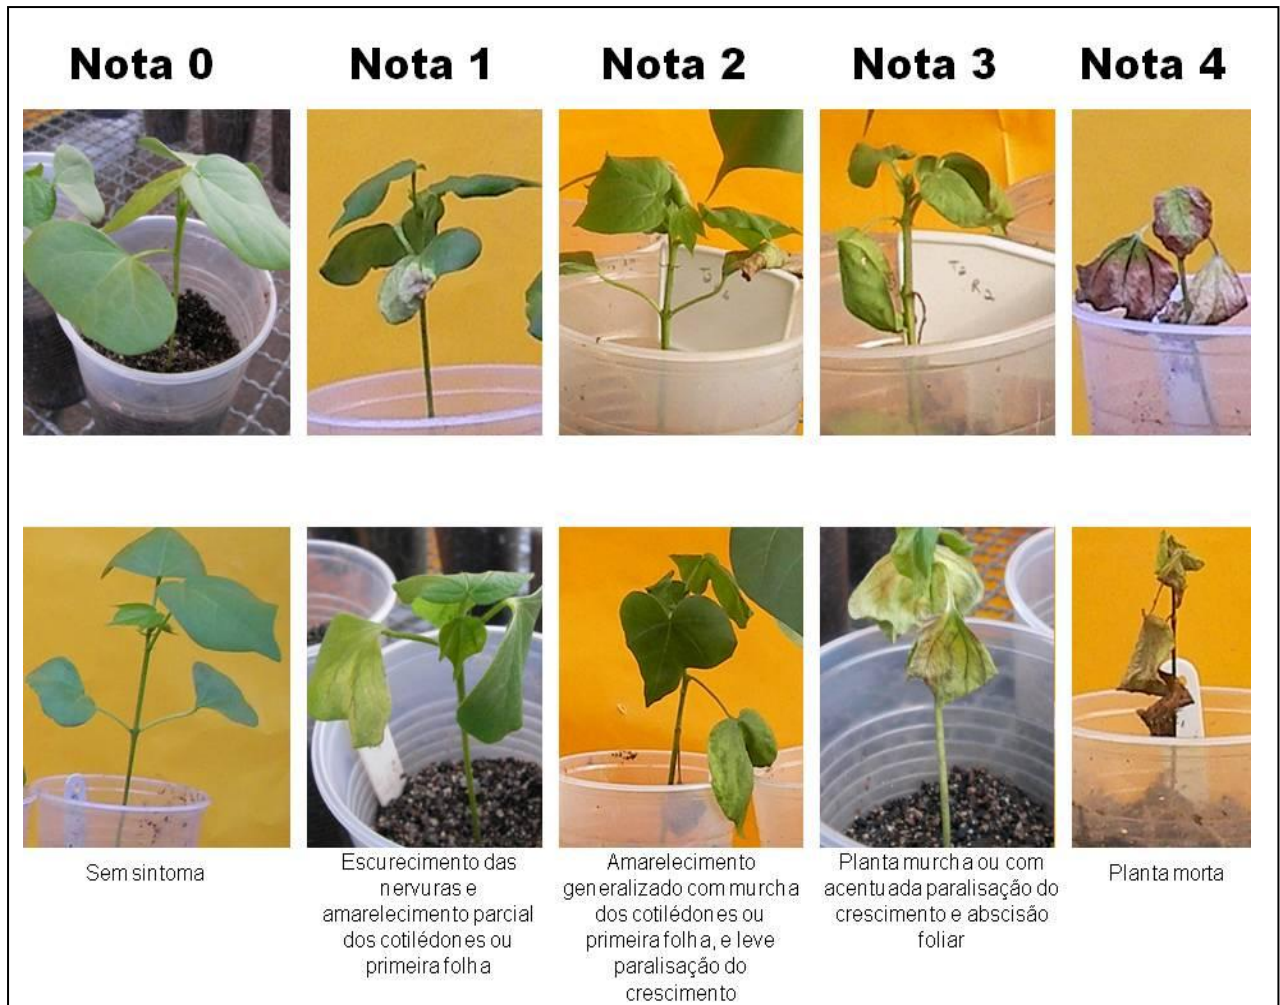 Nota 0
Nota 1
Nota 2
Nota 3
Nota 4
T2
R2
Sem sintoma
Escurecimento das
nervuras e
amarelecimento parcial
dos cotilédones ou
primeira folha
Amarelecimento
generalizado com murcha
dos cotilédones ou
primeira folha, e leve
paralisação do
crescimento
Planta murcha ou com
acentuada paralisação do
crescimento e abscisão
foliar
Planta morta